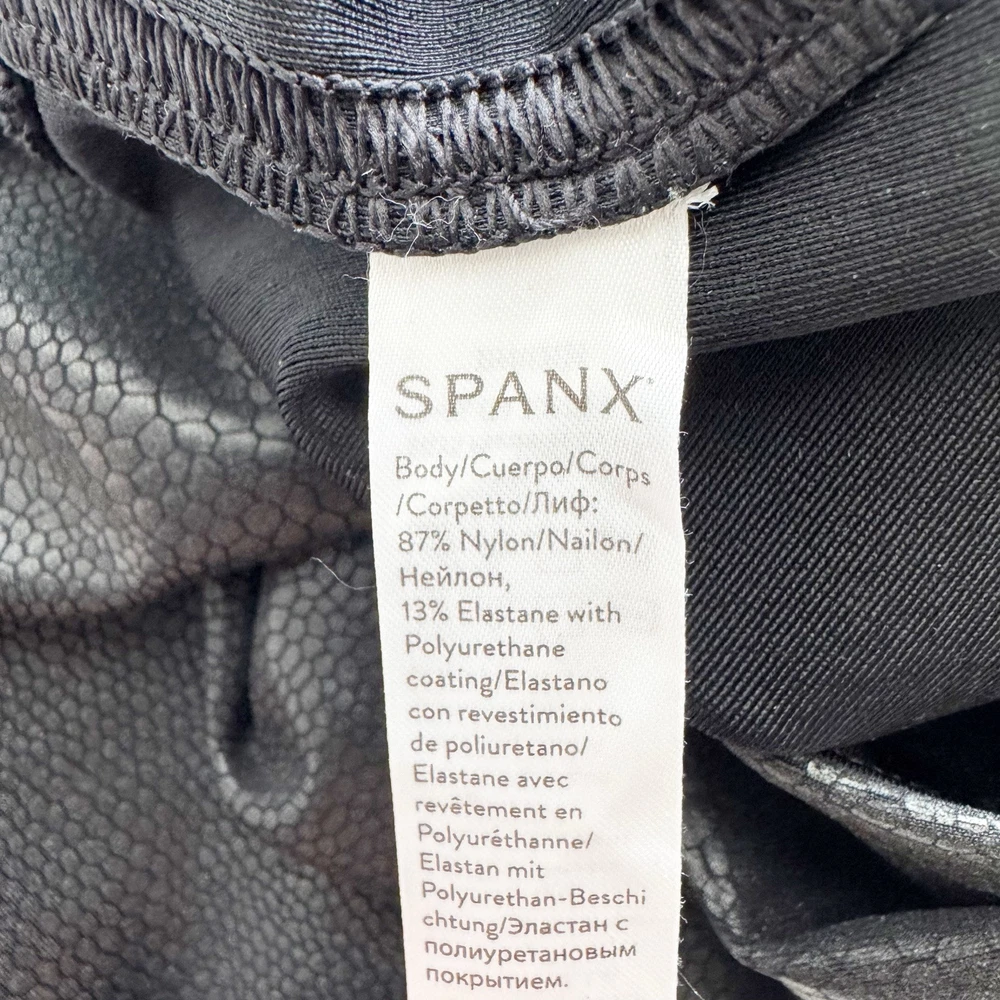 SPANX
Body/Cuerpo/Corps
/Corpetto/Лиф:
87% Nylon/Nailon/
Нейлон,
13% Elastane with
Polyurethane
coating/Elastano
con revestimiento
de poliuretano/
Elastane avec
revêtement en
Polyuréthanne/
Elastan mit
Polyurethan-Beschi
chtung/Эластан с
полиуретановым
покрытием.